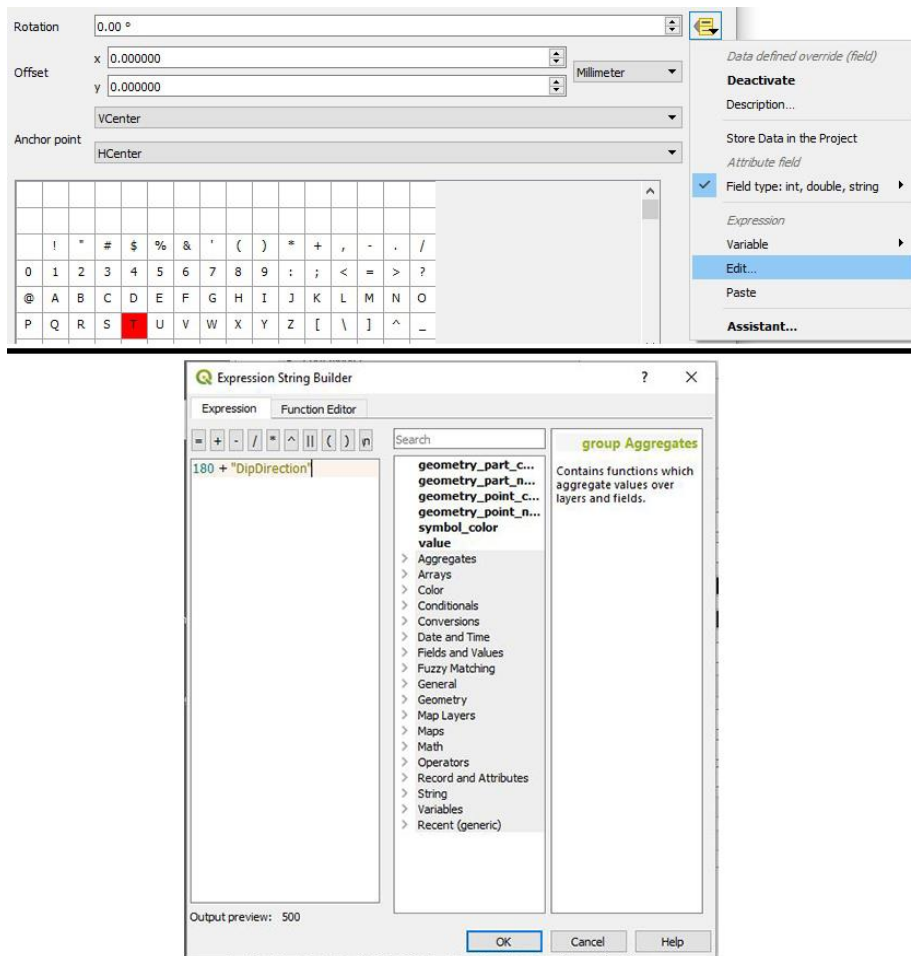 Rotation 0.00 °
Offset x 0.000000 Millimeter
y 0.000000
Anchor point VCenter
HCenter
! " # $ % & ' ( ) * + , - . /
0 1 2 3 4 5 6 7 8 9 : ; < = > ?
@ A B C D E F G H I J K L M N O
P Q R S T U V W X Y Z [ \ ] ^ _
Data defined override (field)
Deactivate
Description...
Store Data in the Project
Attribute field
Field type: int, double, string
Expression
Variable
Edit...
Paste
Assistant...
Expression String Builder ? X
Expression Function Editor
= + - / * ^ || ( ) \n
180 + "DipDirection"
Search
geometry_part_c...
geometry_part_n...
geometry_point_c...
geometry_point_n...
symbol_color
value
Aggregates
Arrays
Color
Conditionals
Conversions
Date and Time
Fields and Values
Fuzzy Matching
General
Geometry
Map Layers
Maps
Math
Operators
Record and Attributes
String
Variables
Recent (generic)
group Aggregates
Contains functions which
aggregate values over
layers and fields.
Output preview: 500
OK Cancel Help